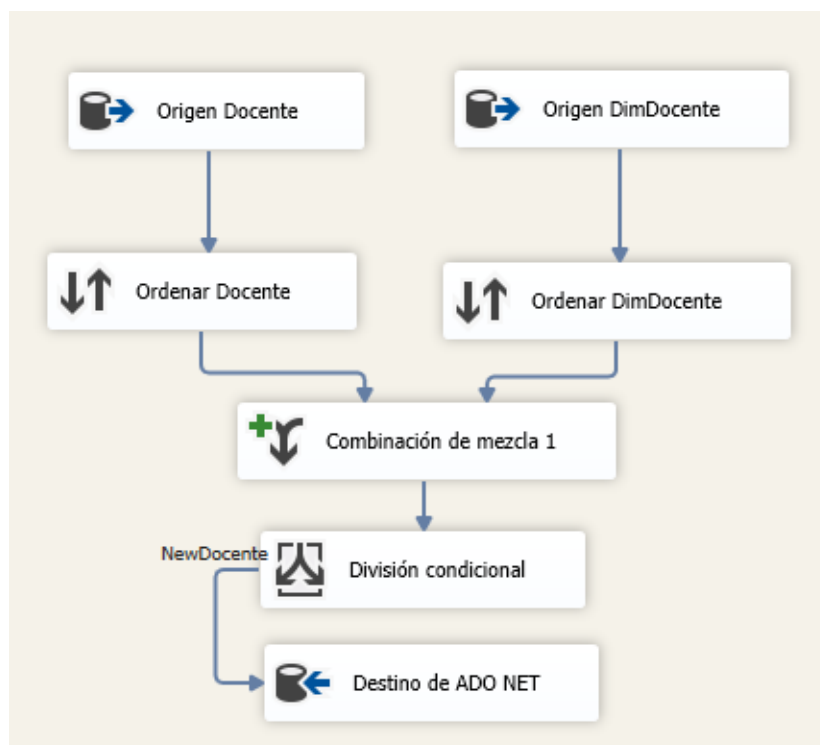 Origen Docente
Origen DimDocente
Ordenar Docente
Ordenar DimDocente
Combinación de mezcla 1
NewDocente
División condicional
Destino de ADO NET